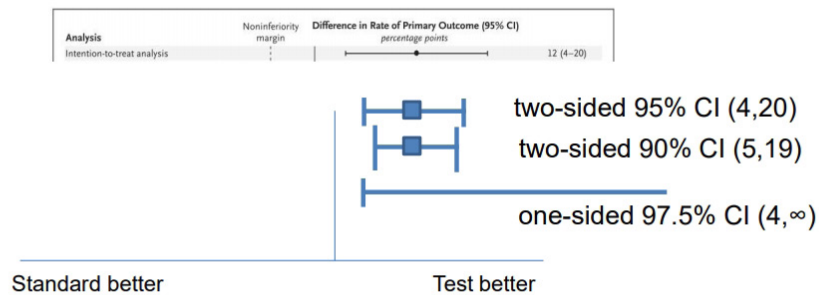 Analysis
Noninferiority
margin
Difference in Rate of Primary Outcome (95% CI)
percentage points
Intention-to-treat analysis 12 (4–20)
two-sided 95% CI (4,20)
two-sided 90% CI (5,19)
one-sided 97.5% CI (4,∞)
Standard better Test better